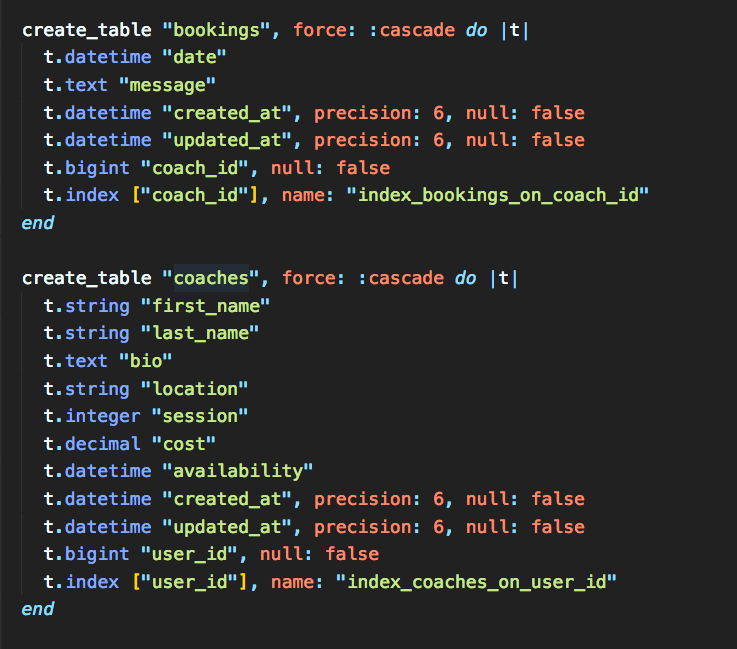 create_table "bookings", force: :cascade do |t|
t.datetime "date"
t.text "message"
t.datetime "created_at", precision: 6, null: false
t.datetime "updated_at", precision: 6, null: false
t.bigint "coach_id", null: false
t.index ["coach_id"], name: "index_bookings_on_coach_id"
end
create_table "coaches", force: :cascade do |t|
t.string "first_name"
t.string "last_name"
t.text "bio"
t.string "location"
t.integer "session"
t.decimal "cost"
t.datetime "availability"
t.datetime "created_at", precision: 6, null: false
t.datetime "updated_at", precision: 6, null: false
t.bigint "user_id", null: false
t.index ["user_id"], name: "index_coaches_on_user_id"
end